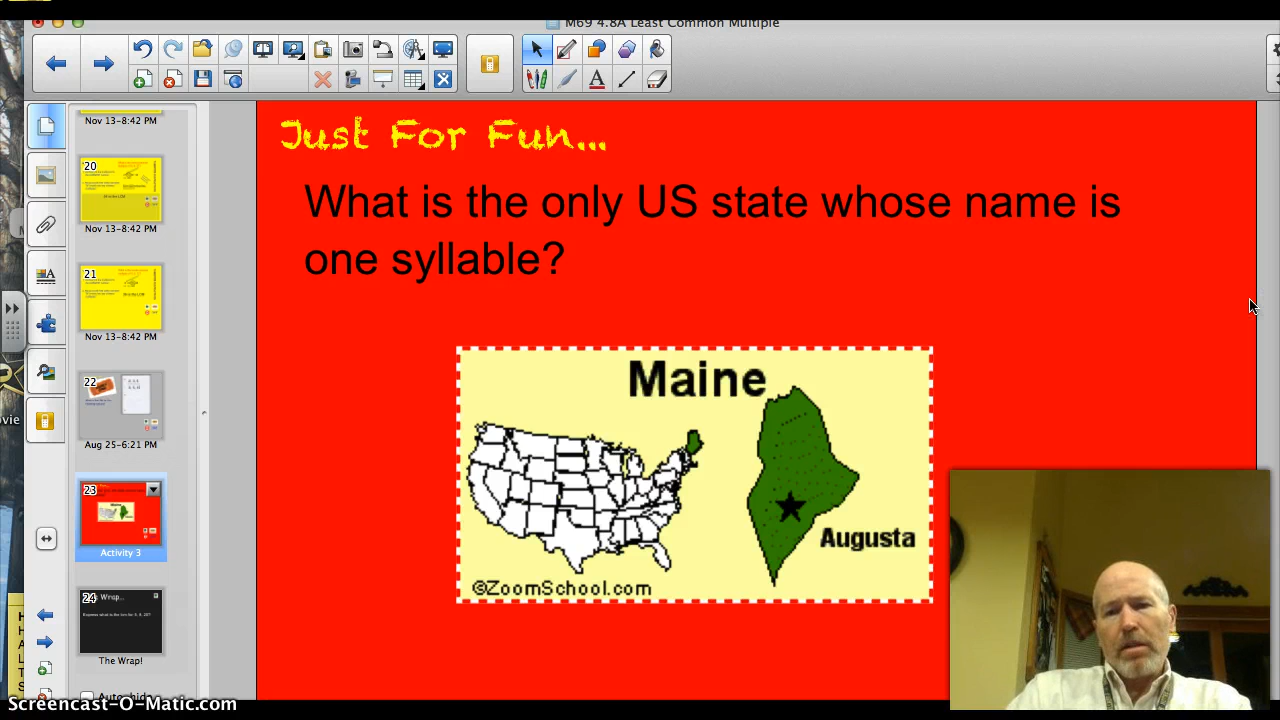 M69 4.8A Least Common Multiple
Just For Fun...
What is the only US state whose name is
one syllable?
Maine
Augusta
©ZoomSchool.com
Nov 13-8:42 PM
20
Nov 13-8:42 PM
21
Nov 13-8:42 PM
22
Aug 25-6:21 PM
23
Activity 3
24
Wrap...
The Wrap!
Screencast-O-Matic.com